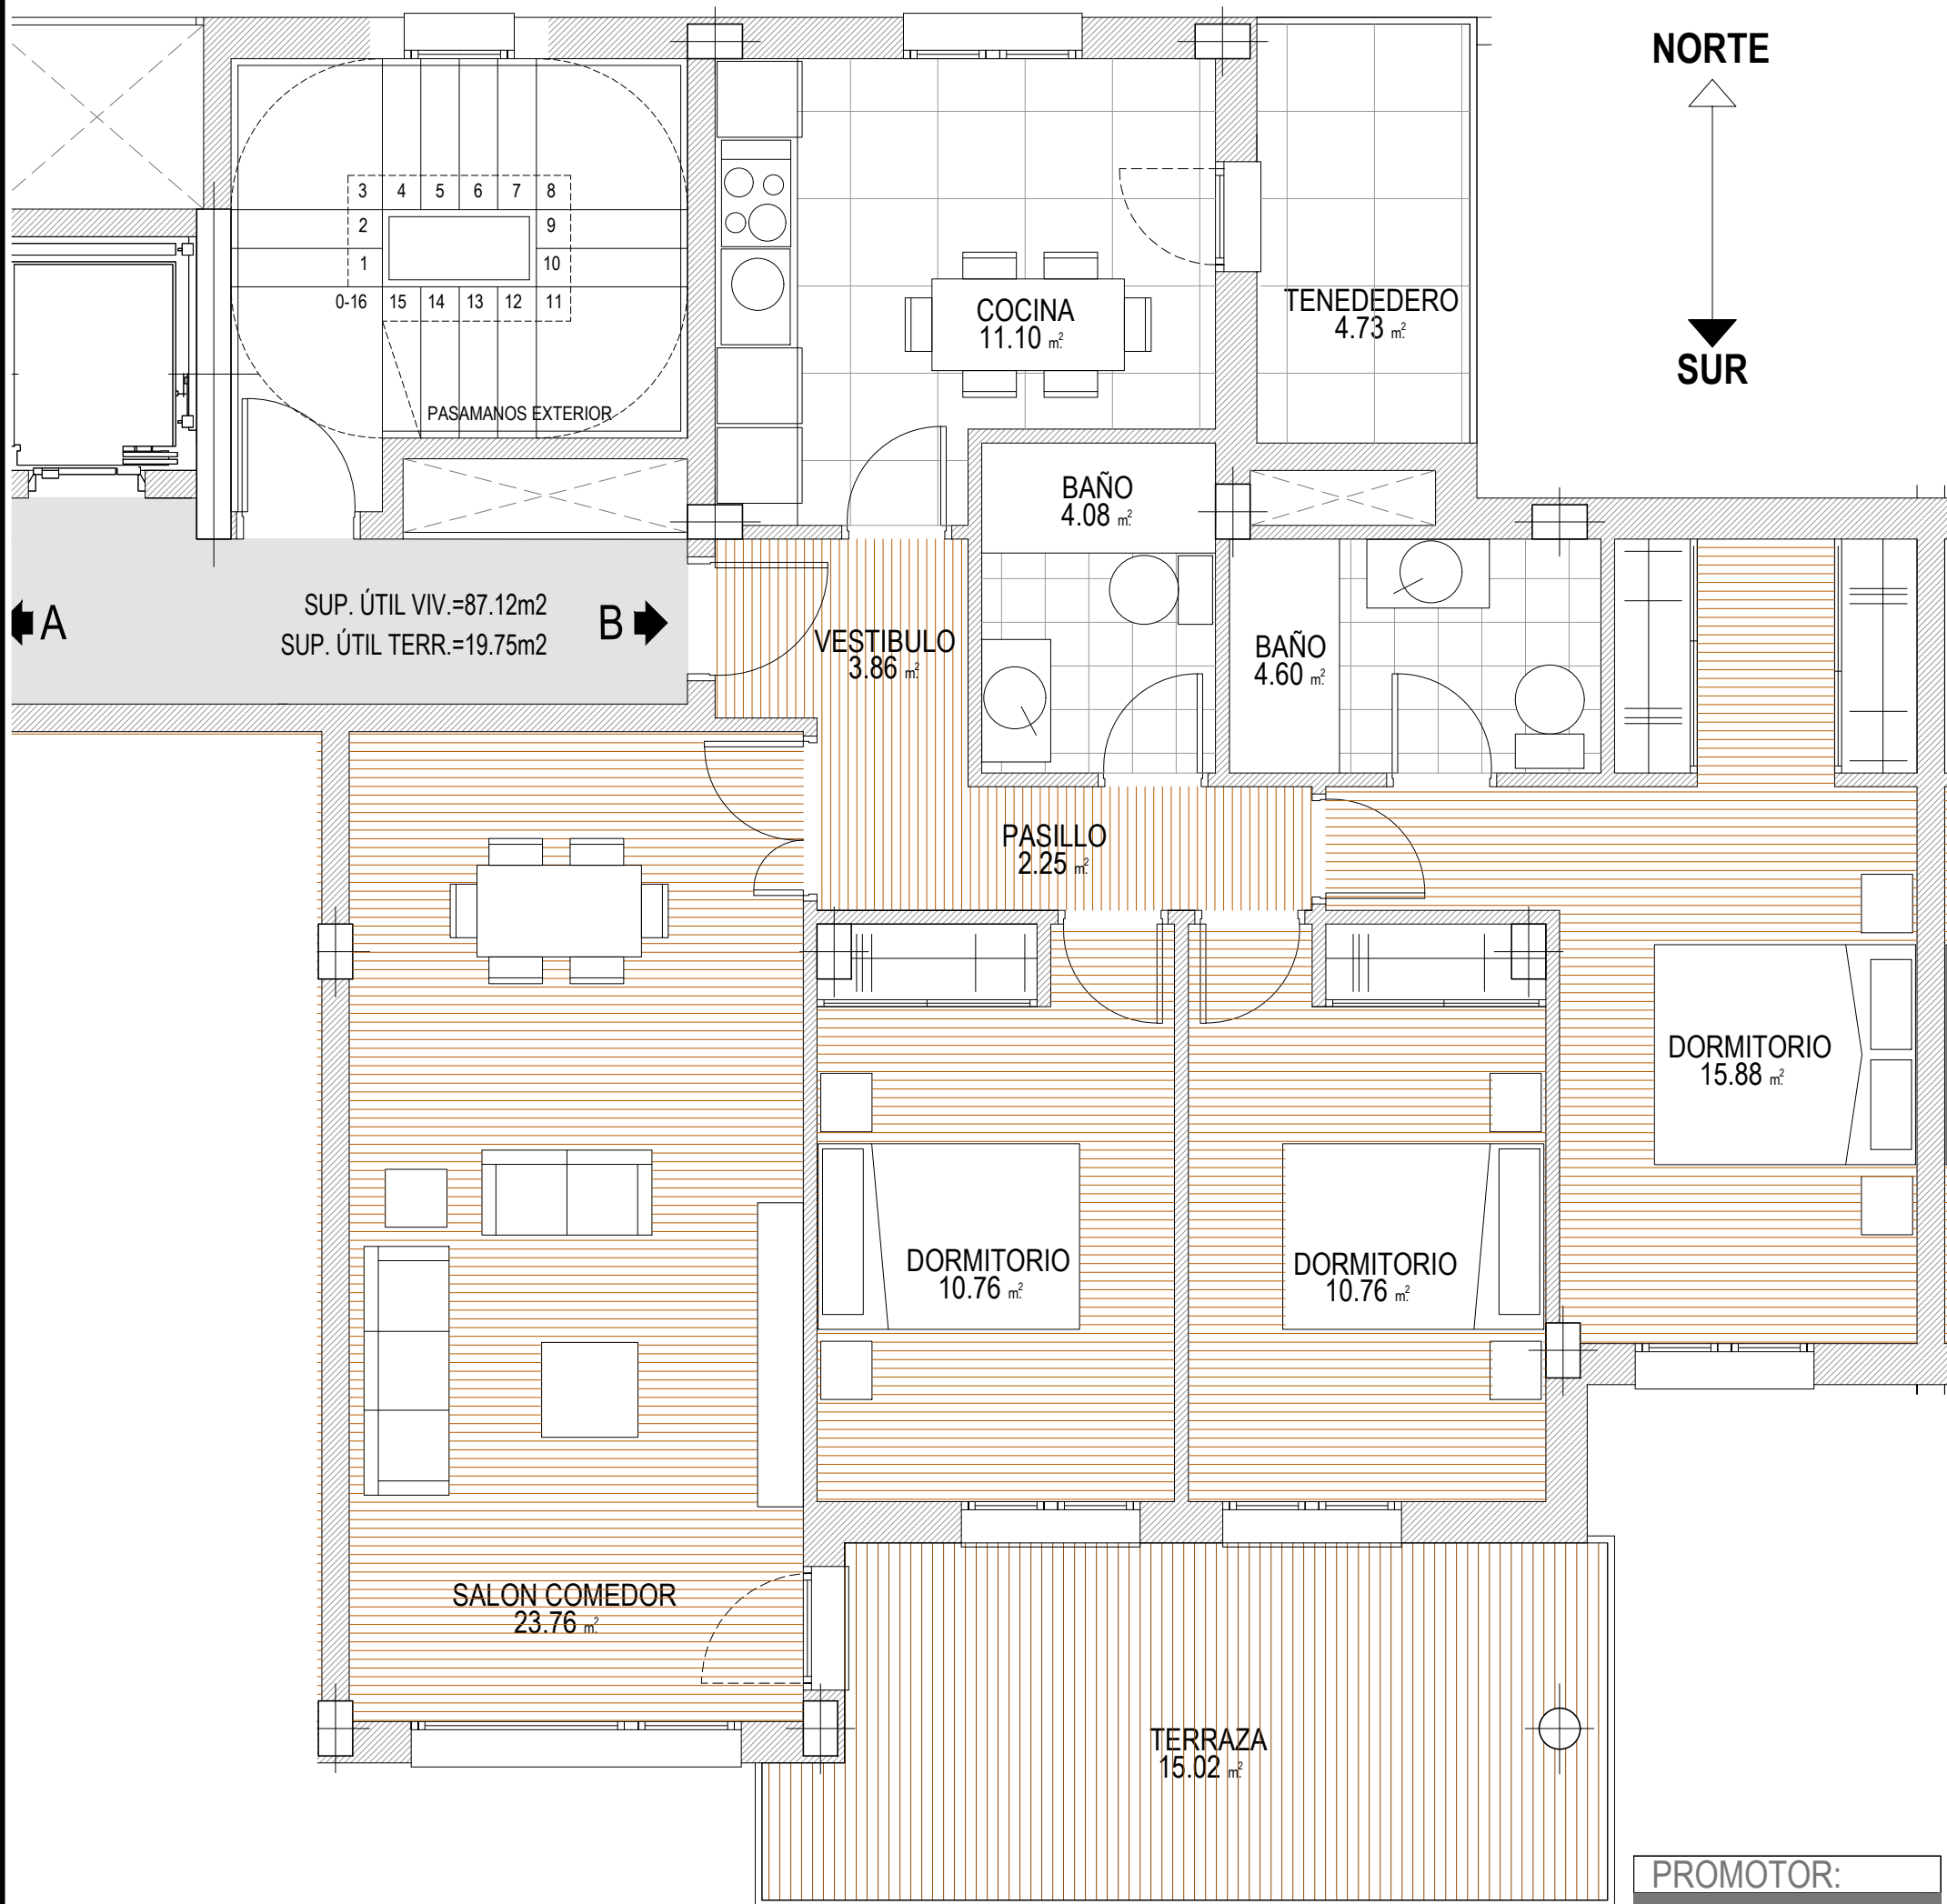 NORTE
SUR
3 4 5 6 7 8
2 9
1 10
0-16 15 14 13 12 11
PASAMANOS EXTERIOR
COCINA
11.10 m²
TENEDEDERO
4.73 m²
BAÑO
4.08 m²
A
SUP. ÚTIL VIV.=87.12m2
SUP. ÚTIL TERR.=19.75m2
B
VESTIBULO
3.86 m²
BAÑO
4.60 m²
PASILLO
2.25 m²
DORMITORIO
15.88 m²
DORMITORIO
10.76 m²
DORMITORIO
10.76 m²
SALON COMEDOR
23.76 m²
TERRAZA
15.02 m²
PROMOTOR: